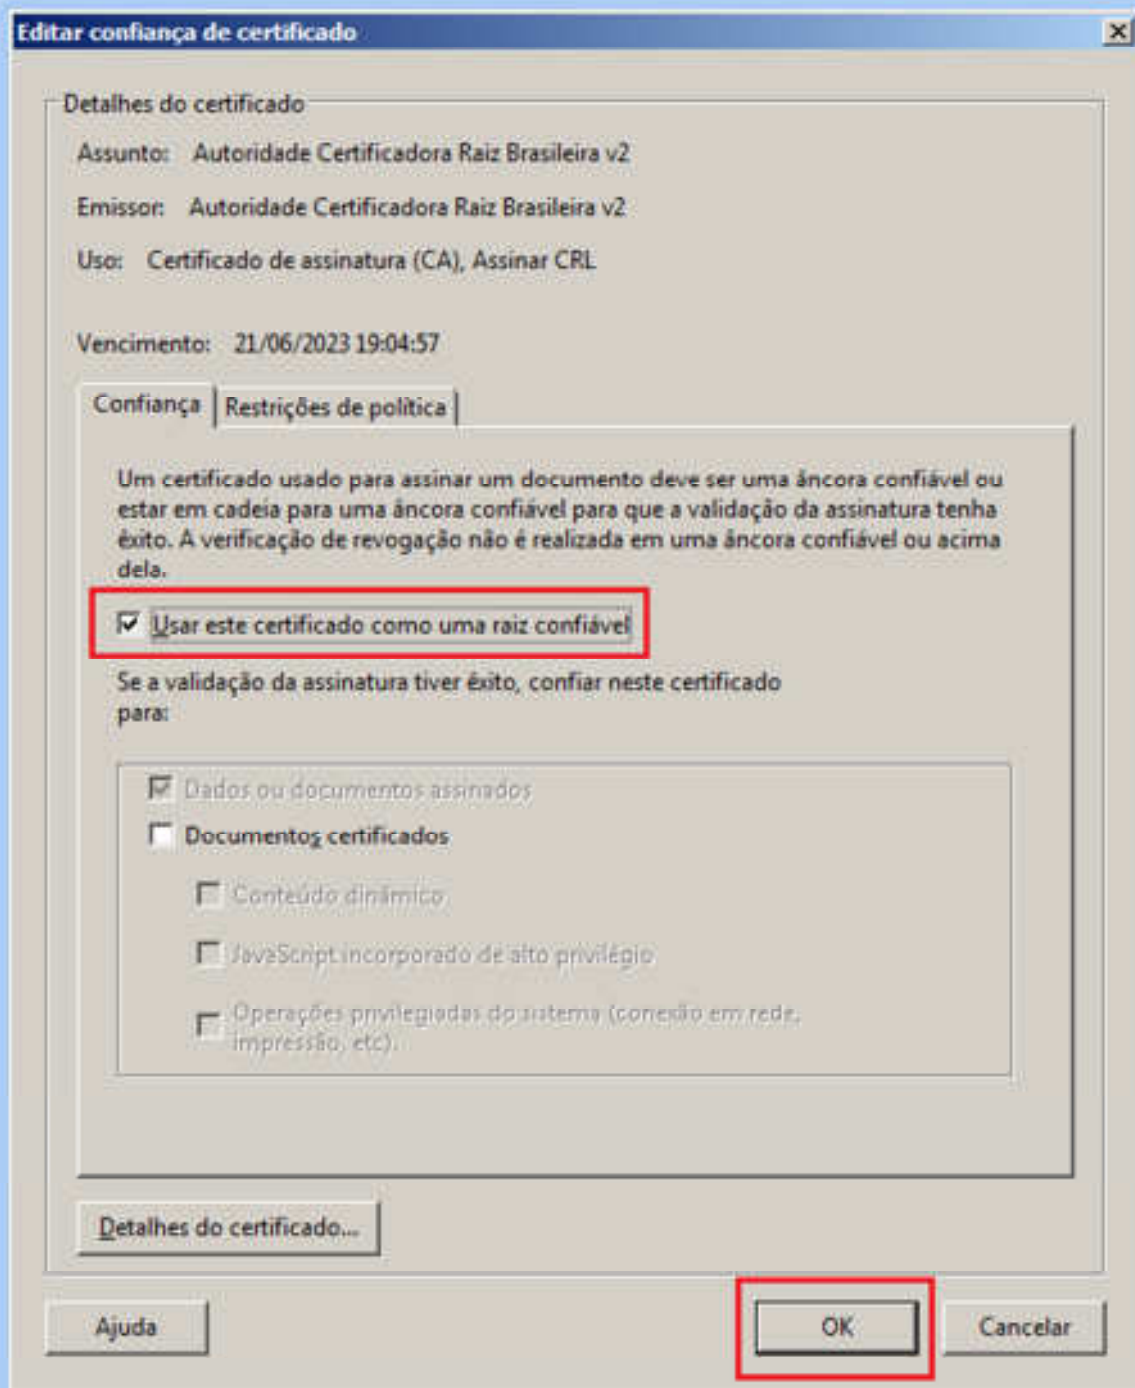 Editar confiança de certificado
Detalhes do certificado
Assunto: Autoridade Certificadora Raiz Brasileira v2
Emissor: Autoridade Certificadora Raiz Brasileira v2
Uso: Certificado de assinatura (CA), Assinar CRL
Vencimento: 21/06/2023 19:04:57
Confiança Restrições de política
Um certificado usado para assinar um documento deve ser uma âncora confiável ou
estar em cadeia para uma âncora confiável para que a validação da assinatura tenha
êxito. A verificação de revogação não é realizada em uma âncora confiável ou acima
dela.
Usar este certificado como uma raiz confiável
Se a validação da assinatura tiver êxito, confiar neste certificado
para:
Dados ou documentos assinados
Documentos certificados
Conteúdo dinâmico
JavaScript incorporado de alto privilégio
Operações privilegiadas do sistema (conexão em rede,
impressão, etc).
Detalhes do certificado...
Ajuda OK Cancelar